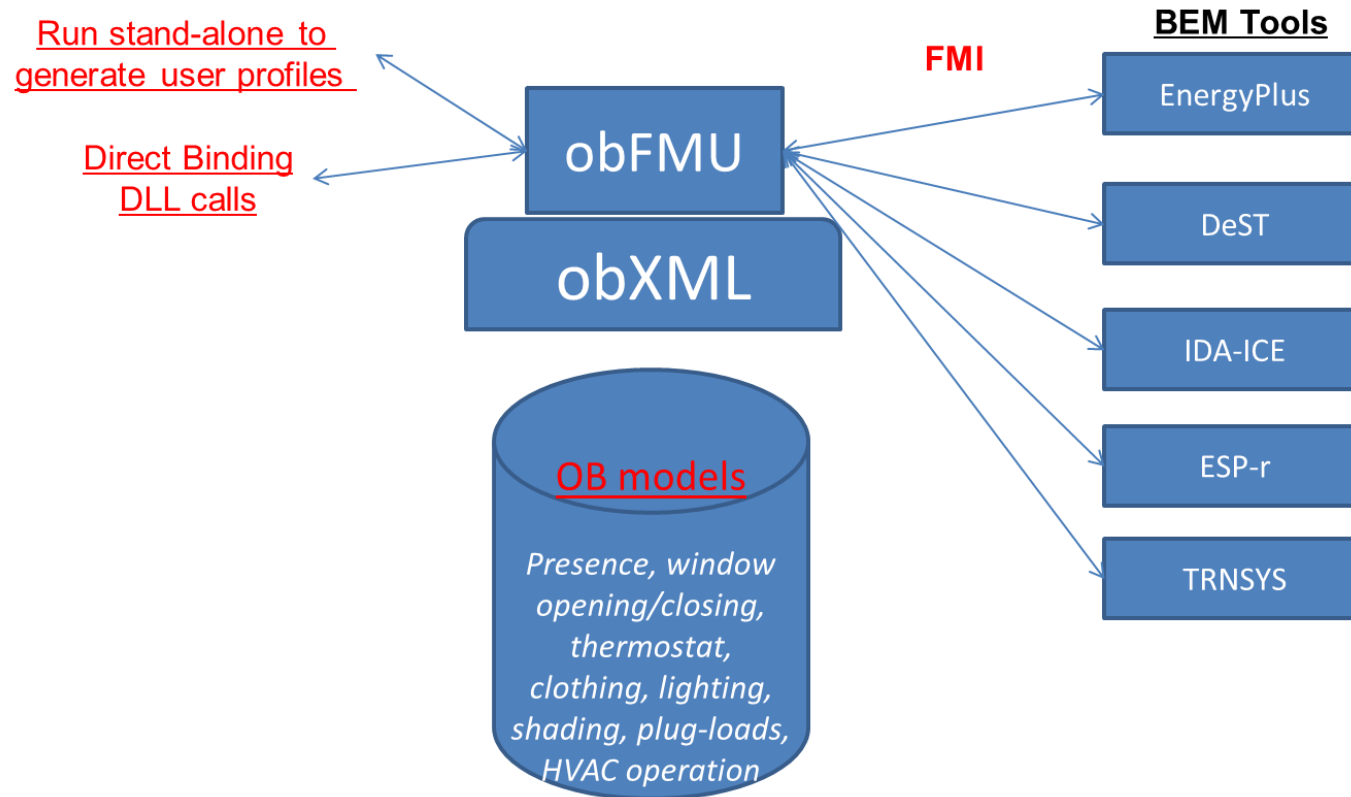 Run stand-alone to
generate user profiles
Direct Binding
DLL calls
obFMU
obXML
OB models
Presence, window
opening/closing,
thermostat,
clothing, lighting,
shading, plug-loads,
HVAC operation
FMI
BEM Tools
EnergyPlus
DeST
IDA-ICE
ESP-r
TRNSYS